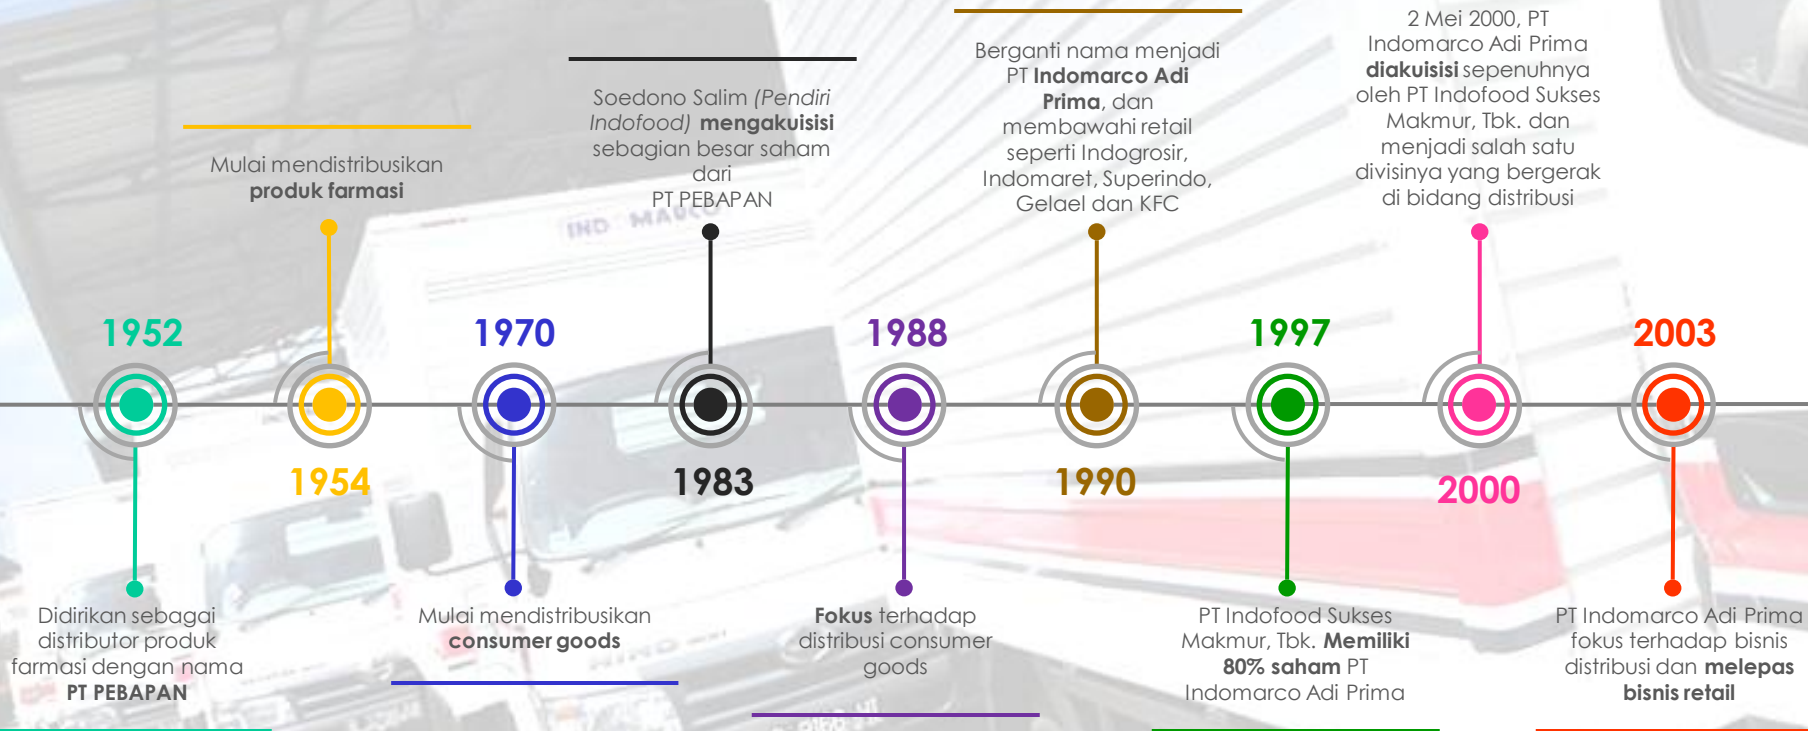 1952
Didirikan sebagai
distributor produk
farmasi dengan nama
PT PEBAPAN
Mulai mendistribusikan
produk farmasi
1954
1970
Mulai mendistribusikan
consumer goods
Soedono Salim (Pendiri
Indofood) mengakuisisi
sebagian besar saham
dari
PT PEBAPAN
1983
1988
Fokus terhadap
distribusi consumer
goods
Berganti nama menjadi
PT Indomarco Adi
Prima, dan
membawahi retail
seperti Indogrosir,
Indomaret, Superindo,
Gelael dan KFC
1990
1997
PT Indofood Sukses
Makmur, Tbk. Memiliki
80% saham PT
Indomarco Adi Prima
2 Mei 2000, PT
Indomarco Adi Prima
diakuisisi sepenuhnya
oleh PT Indofood Sukses
Makmur, Tbk. dan
menjadi salah satu
divisinya yang bergerak
di bidang distribusi
2000
2003
PT Indomarco Adi Prima
fokus terhadap bisnis
distribusi dan melepas
bisnis retail
IND MARCO
HINO